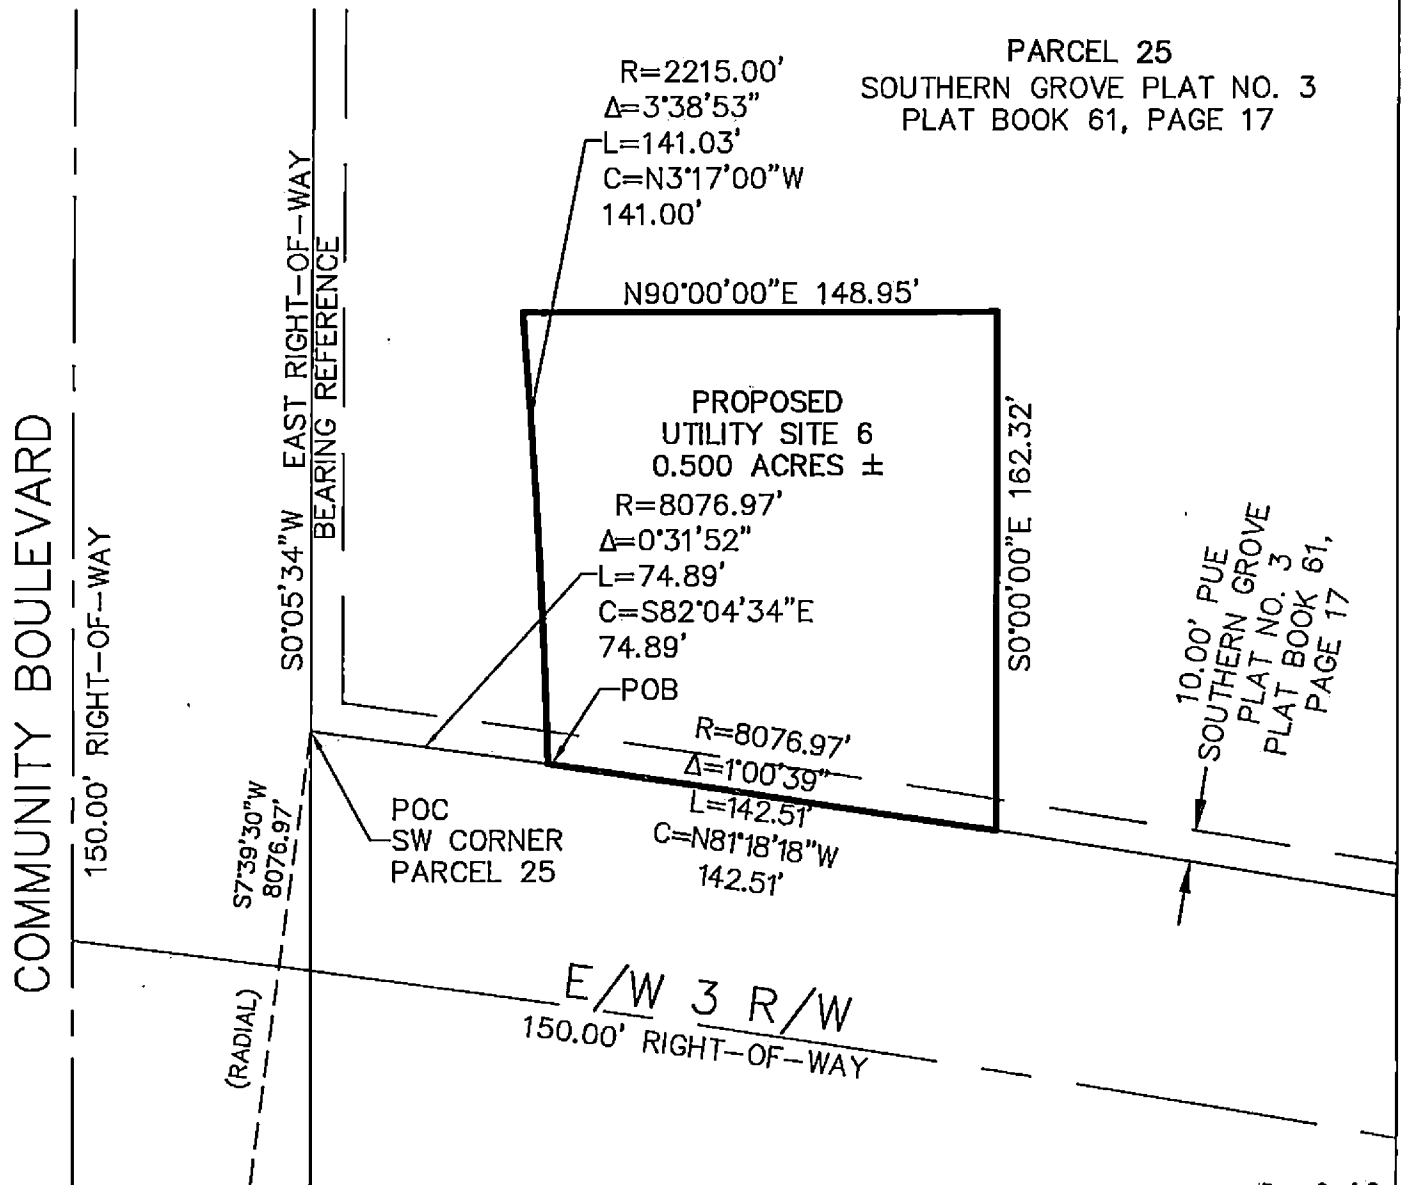 PARCEL 25
SOUTHERN GROVE PLAT NO. 3
PLAT BOOK 61, PAGE 17
R=2215.00'
Δ=3°38'53"
L=141.03'
C=N3°17'00"W
141.00'
N90°00'00"E 148.95'
PROPOSED
UTILITY SITE 6
0.500 ACRES ±
R=8076.97'
Δ=0°31'52"
L=74.89'
C=S82°04'34"E
74.89'
POB
R=8076.97'
Δ=1°00'39"
L=142.51'
C=N81°18'18"W
142.51'
S0°00'00"E 162.32'
10.00' PUE
SOUTHERN GROVE
PLAT NO. 3
PLAT BOOK 61,
PAGE 17
S0°05'34"W EAST RIGHT-OF-WAY
BEARING REFERENCE
COMMUNITY BOULEVARD
150.00' RIGHT-OF-WAY
POC
SW CORNER
PARCEL 25
S7°39'30"W
8076.97'
(RADIAL)
E/W 3 R/W
150.00' RIGHT-OF-WAY